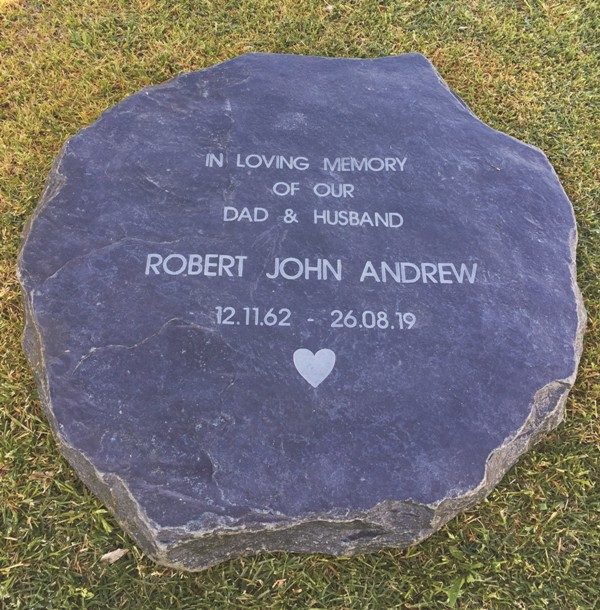 IN LOVING MEMORY
OF OUR
DAD & HUSBAND
ROBERT JOHN ANDREW
12.11.62 - 26.08.19